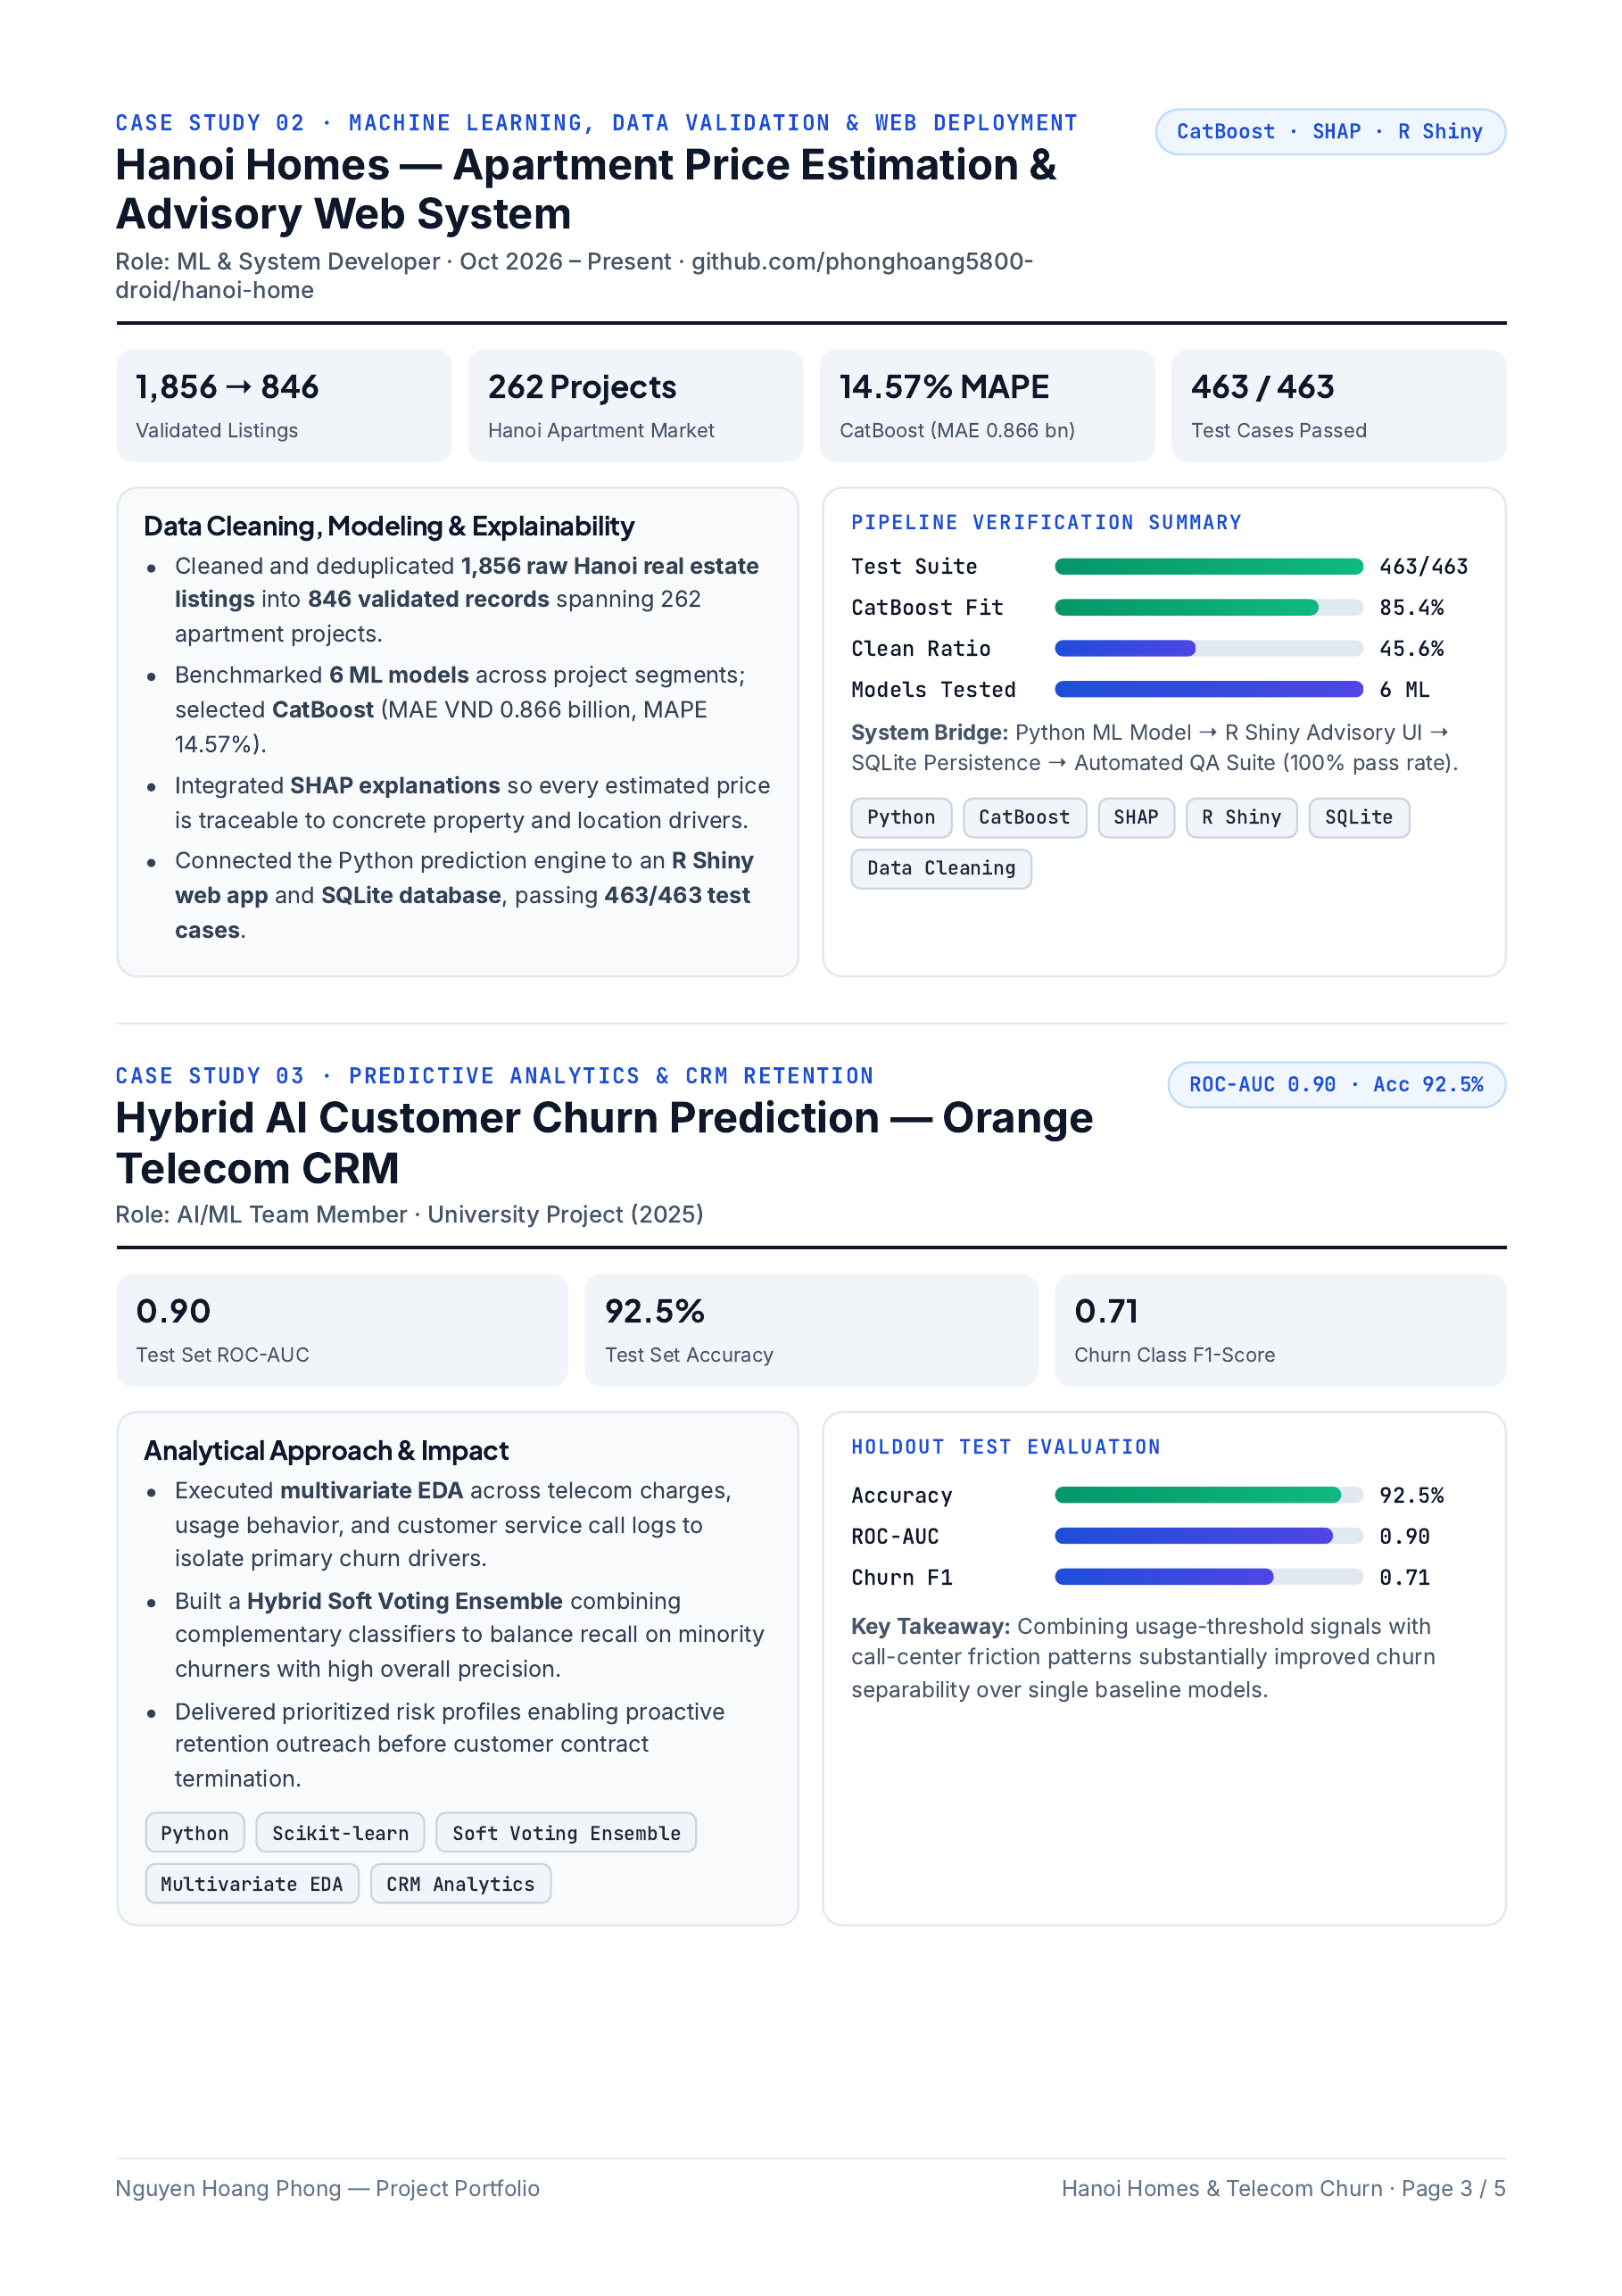 CASE STUDY 02 · MACHINE LEARNING, DATA VALIDATION & WEB DEPLOYMENT
CatBoost · SHAP · R Shiny
Hanoi Homes — Apartment Price Estimation &
Advisory Web System
Role: ML & System Developer · Oct 2026 – Present · github.com/phonghoang5800-
droid/hanoi-home
1,856 → 846
Validated Listings
262 Projects
Hanoi Apartment Market
14.57% MAPE
CatBoost (MAE 0.866 bn)
463 / 463
Test Cases Passed
Data Cleaning, Modeling & Explainability
• Cleaned and deduplicated 1,856 raw Hanoi real estate
listings into 846 validated records spanning 262
apartment projects.
• Benchmarked 6 ML models across project segments;
selected CatBoost (MAE VND 0.866 billion, MAPE
14.57%).
• Integrated SHAP explanations so every estimated price
is traceable to concrete property and location drivers.
• Connected the Python prediction engine to an R Shiny
web app and SQLite database, passing 463/463 test
cases.
PIPELINE VERIFICATION SUMMARY
Test Suite 463/463
CatBoost Fit 85.4%
Clean Ratio 45.6%
Models Tested 6 ML
System Bridge: Python ML Model → R Shiny Advisory UI →
SQLite Persistence → Automated QA Suite (100% pass rate).
Python CatBoost SHAP R Shiny SQLite
Data Cleaning
CASE STUDY 03 · PREDICTIVE ANALYTICS & CRM RETENTION
ROC-AUC 0.90 · Acc 92.5%
Hybrid AI Customer Churn Prediction — Orange
Telecom CRM
Role: AI/ML Team Member · University Project (2025)
0.90
Test Set ROC-AUC
92.5%
Test Set Accuracy
0.71
Churn Class F1-Score
Analytical Approach & Impact
• Executed multivariate EDA across telecom charges,
usage behavior, and customer service call logs to
isolate primary churn drivers.
• Built a Hybrid Soft Voting Ensemble combining
complementary classifiers to balance recall on minority
churners with high overall precision.
• Delivered prioritized risk profiles enabling proactive
retention outreach before customer contract
termination.
Python Scikit-learn Soft Voting Ensemble
Multivariate EDA CRM Analytics
HOLDOUT TEST EVALUATION
Accuracy 92.5%
ROC-AUC 0.90
Churn F1 0.71
Key Takeaway: Combining usage-threshold signals with
call-center friction patterns substantially improved churn
separability over single baseline models.
Nguyen Hoang Phong — Project Portfolio
Hanoi Homes & Telecom Churn · Page 3 / 5